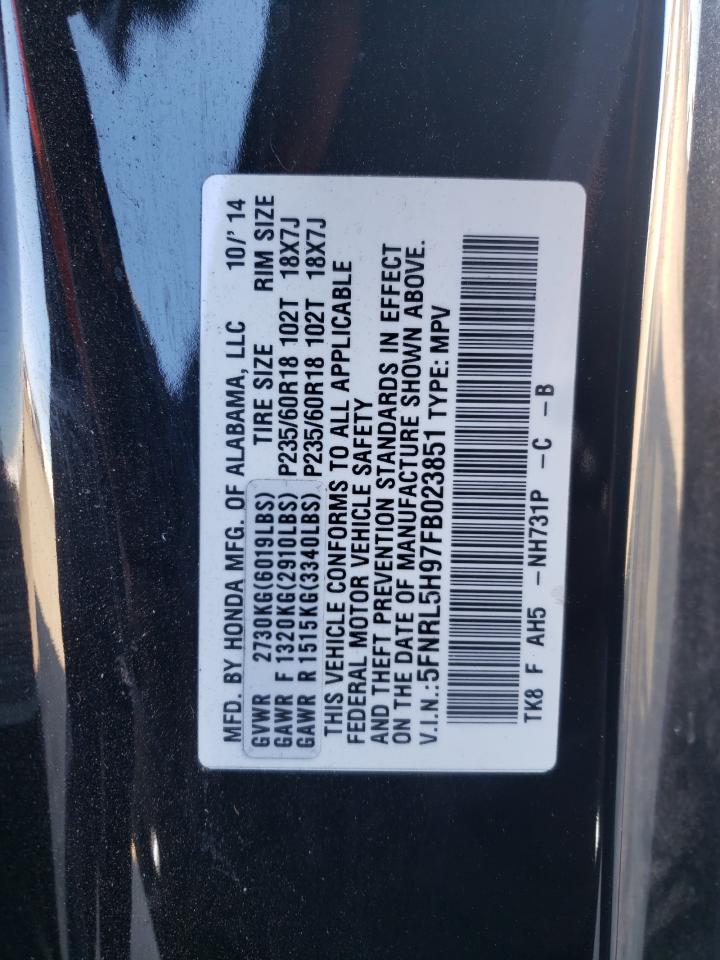 MFD. BY HONDA MFG. OF ALABAMA, LLC 10/' 14
GVWR 2730KG(6019LBS) TIRE SIZE RIM SIZE
GAWR F 1320KG(2910LBS) P235/60R18 102T 18X7J
GAWR R 1515KG(3340LBS) P235/60R18 102T 18X7J
THIS VEHICLE CONFORMS TO ALL APPLICABLE
FEDERAL MOTOR VEHICLE SAFETY
AND THEFT PREVENTION STANDARDS IN EFFECT
ON THE DATE OF MANUFACTURE SHOWN ABOVE.
V.I.N.:5FNRL5H97FB023851 TYPE: MPV
TK8 F AH5 -NH731P -C -B